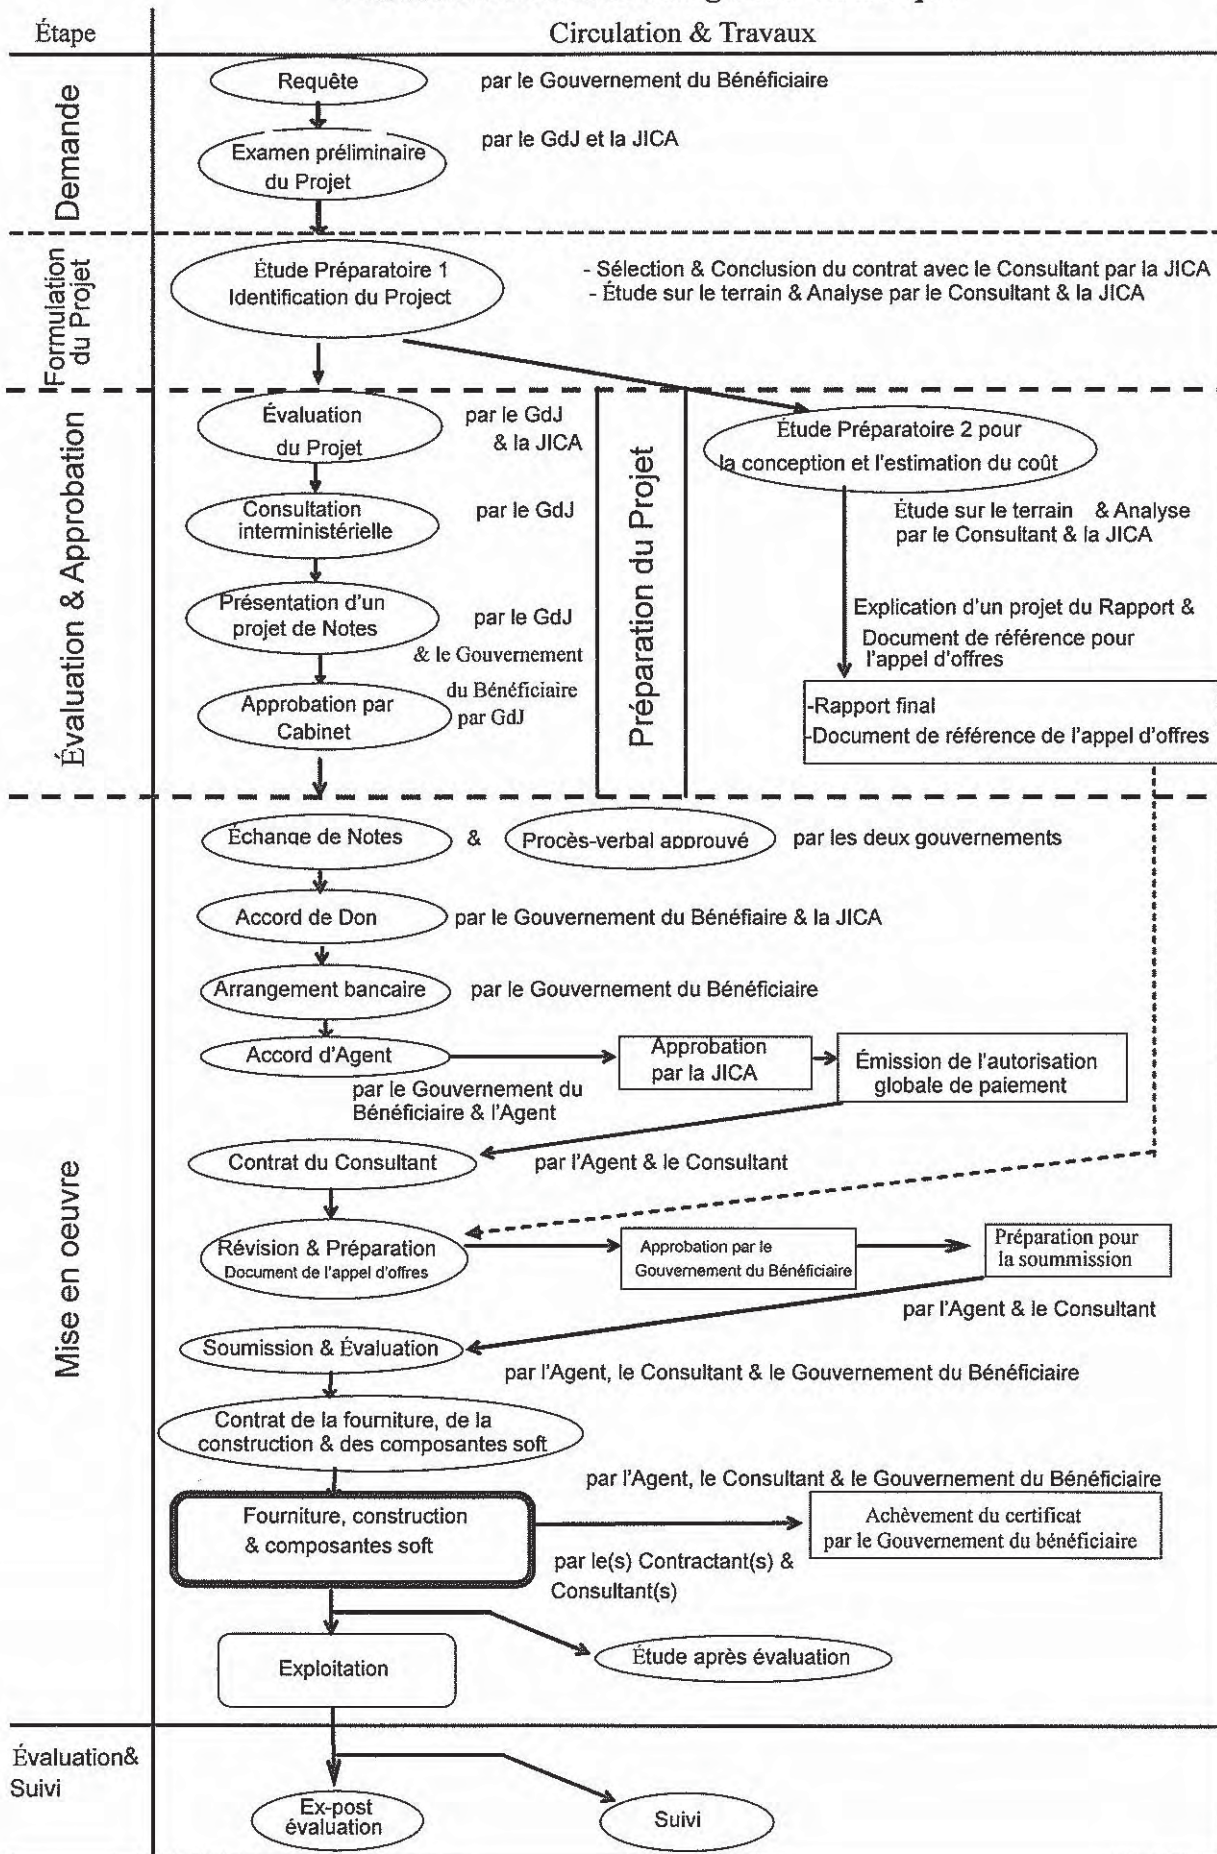 Étape
Circulation & Travaux
Demande
Requête
par le Gouvernement du Bénéficiaire
Examen préliminaire
du Projet
par le GdJ et la JICA
Formulation
du Projet
Étude Préparatoire 1
Identification du Project
- Sélection & Conclusion du contrat avec le Consultant par la JICA
- Étude sur le terrain & Analyse par le Consultant & la JICA
Évaluation & Approbation
Évaluation
du Projet
par le GdJ
& la JICA
Consultation
interministérielle
par le GdJ
Présentation d'un
projet de Notes
par le GdJ
& le Gouvernement
du Bénéficiaire
Approbation par
Cabinet
par GdJ
Préparation du Projet
Étude Préparatoire 2 pour
la conception et l'estimation du coût
Étude sur le terrain & Analyse
par le Consultant & la JICA
Explication d'un projet du Rapport &
Document de référence pour
l'appel d'offres
-Rapport final
-Document de référence de l'appel d'offres
Mise en oeuvre
Échange de Notes
&
Procès-verbal approuvé
par les deux gouvernements
Accord de Don
par le Gouvernement du Bénéfiaire & la JICA
Arrangement bancaire
par le Gouvernement du Bénéficiaire
Accord d'Agent
par le Gouvernement du
Bénéficiaire & l'Agent
Approbation
par la JICA
Émission de l'autorisation
globale de paiement
Contrat du Consultant
par l'Agent & le Consultant
Révision & Préparation
Document de l'appel d'offres
Approbation par le
Gouvernement du Bénéficiaire
Préparation pour
la soummission
par l'Agent & le Consultant
Soumission & Évaluation
par l'Agent, le Consultant & le Gouvernement du Bénéficiaire
Contrat de la fourniture, de la
construction & des composantes soft
par l'Agent, le Consultant & le Gouvernement du Bénéficiaire
Fourniture, construction
& composantes soft
par le(s) Contractant(s) &
Consultant(s)
Achèvement du certificat
par le Gouvernement du bénéficiaire
Exploitation
Étude après évaluation
Évaluation&
Suivi
Ex-post
évaluation
Suivi